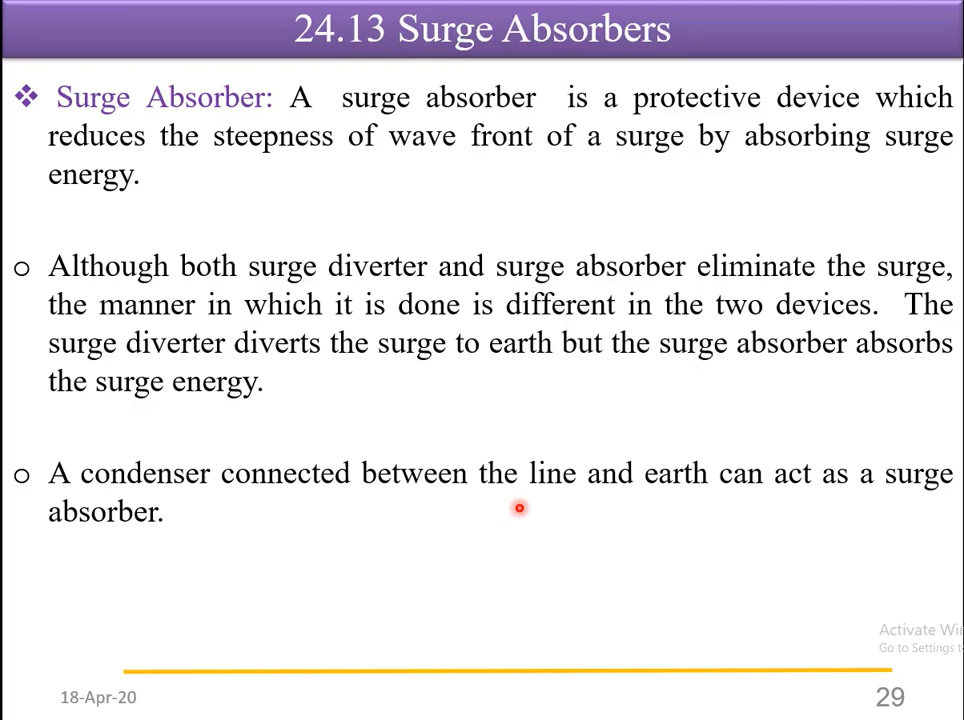 24.13 Surge Absorbers
❖ Surge Absorber: A surge absorber is a protective device which
reduces the steepness of wave front of a surge by absorbing surge
energy.
o Although both surge diverter and surge absorber eliminate the surge,
the manner in which it is done is different in the two devices. The
surge diverter diverts the surge to earth but the surge absorber absorbs
the surge energy.
o A condenser connected between the line and earth can act as a surge
absorber.
Activate Wi
Go to Settings t
18-Apr-20
29